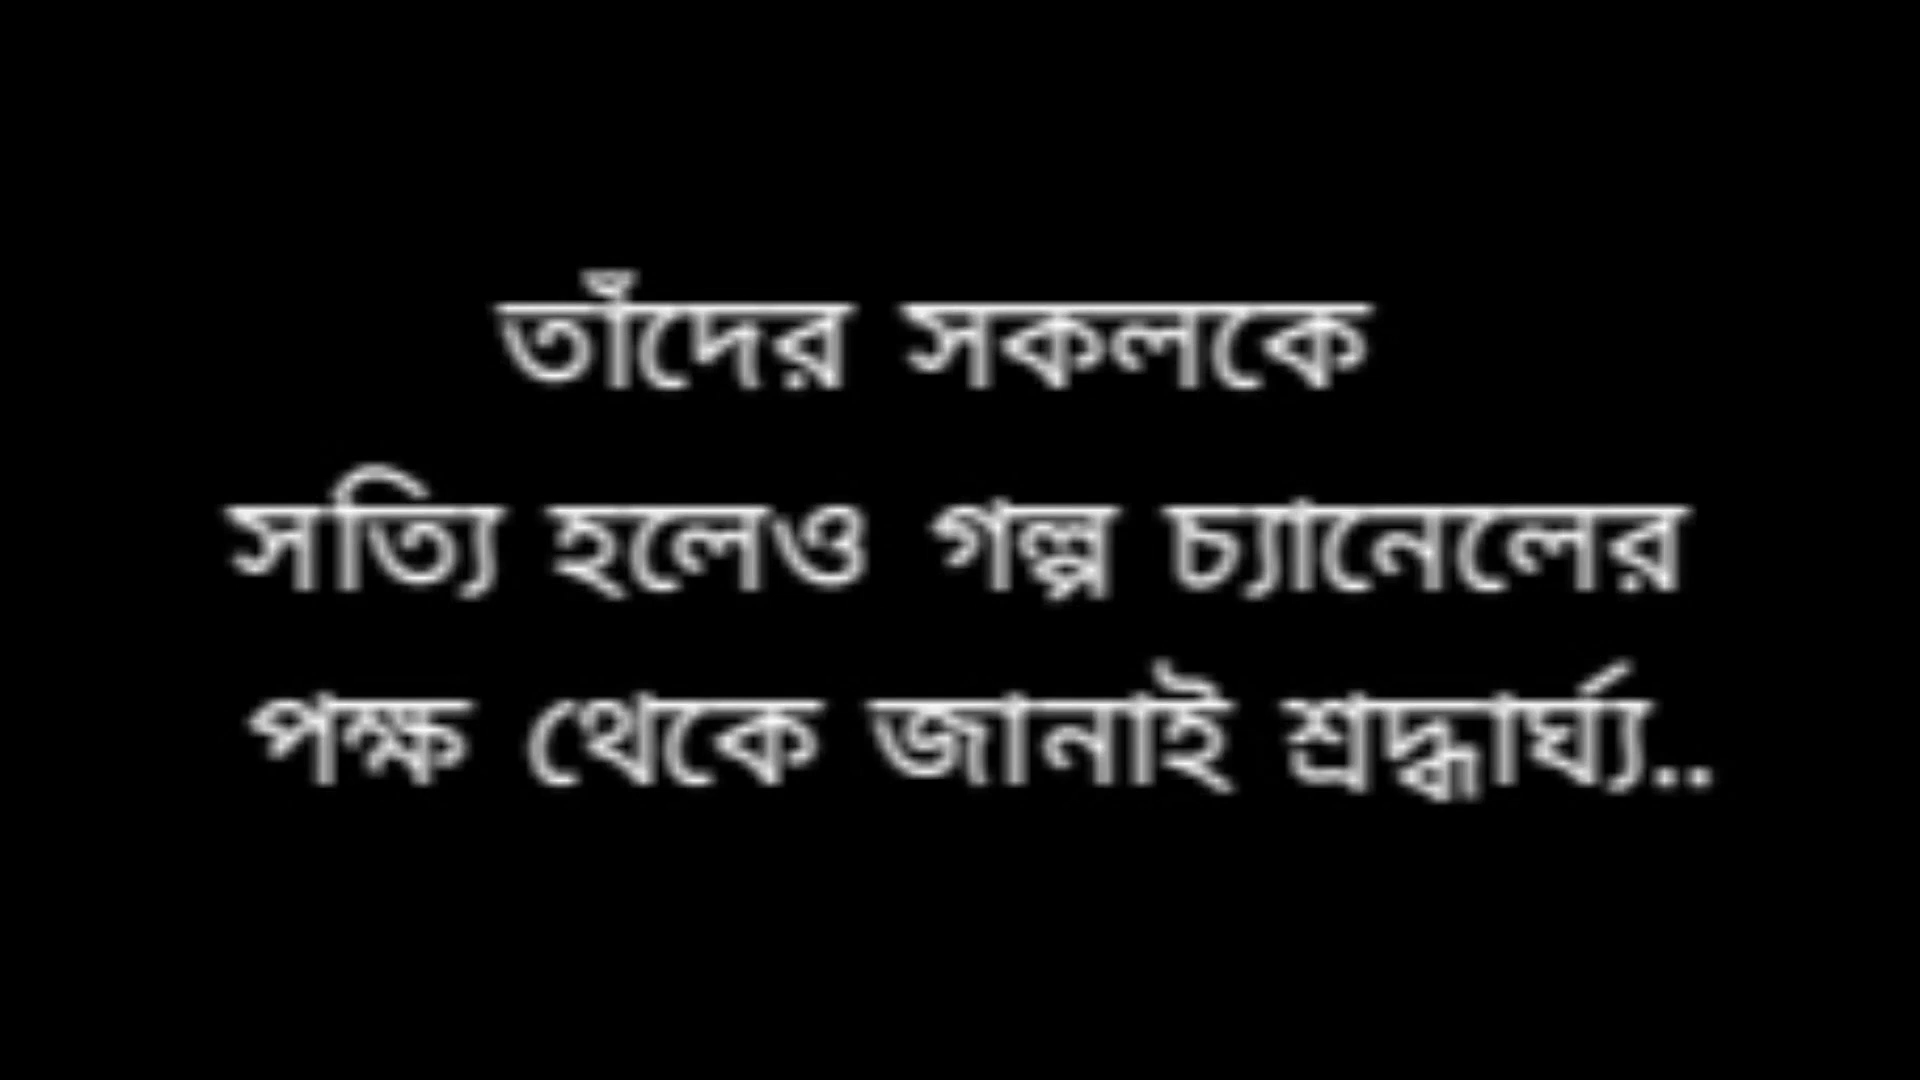 তাঁদের সকলকে
সত্যি হলেও গল্প চ্যানেলের
পক্ষ থেকে জানাই শ্রদ্ধার্ঘ্য..